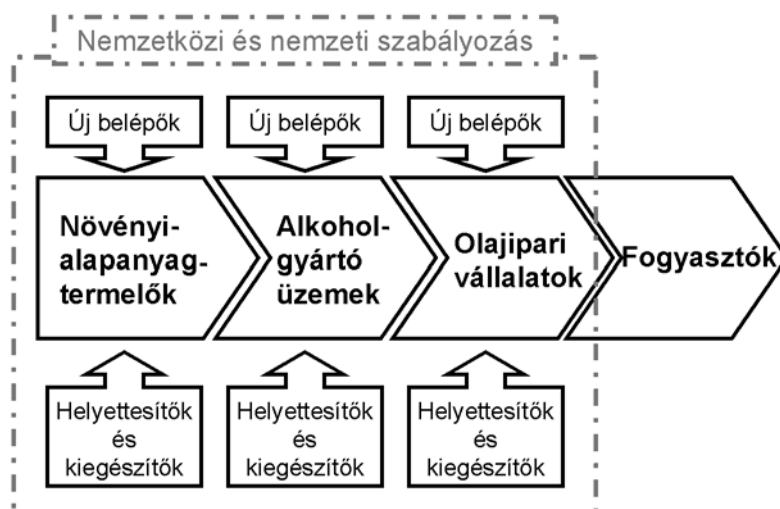 Nemzetközi és nemzeti szabályozás
Új belépők
Új belépők
Új belépők
Növényi-
alapanyag-
termelők
Alkohol-
gyártó
üzemek
Olajipari
vállalatok
Fogyasztók
Helyettesítők
és
kiegészítők
Helyettesítők
és
kiegészítők
Helyettesítők
és
kiegészítők